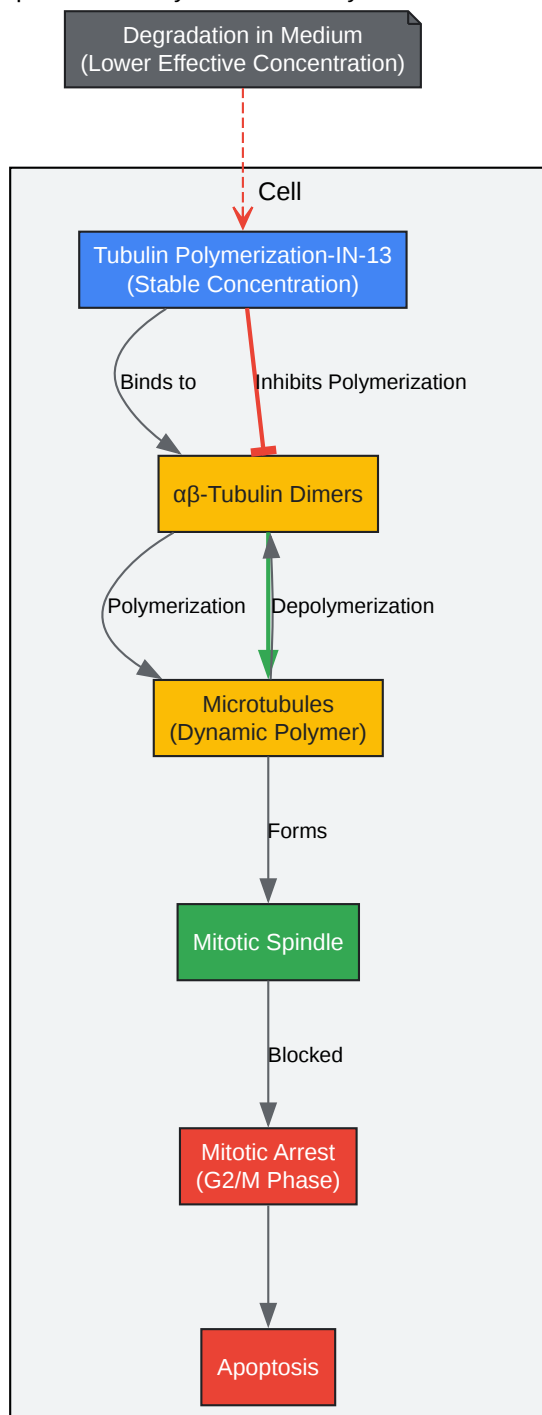 Degradation in Medium
(Lower Effective Concentration)
Cell
Tubulin Polymerization-IN-13
(Stable Concentration)
Binds to
Inhibits Polymerization
αβ-Tubulin Dimers
Polymerization
Depolymerization
Microtubules
(Dynamic Polymer)
Forms
Mitotic Spindle
Blocked
Mitotic Arrest
(G2/M Phase)
Apoptosis